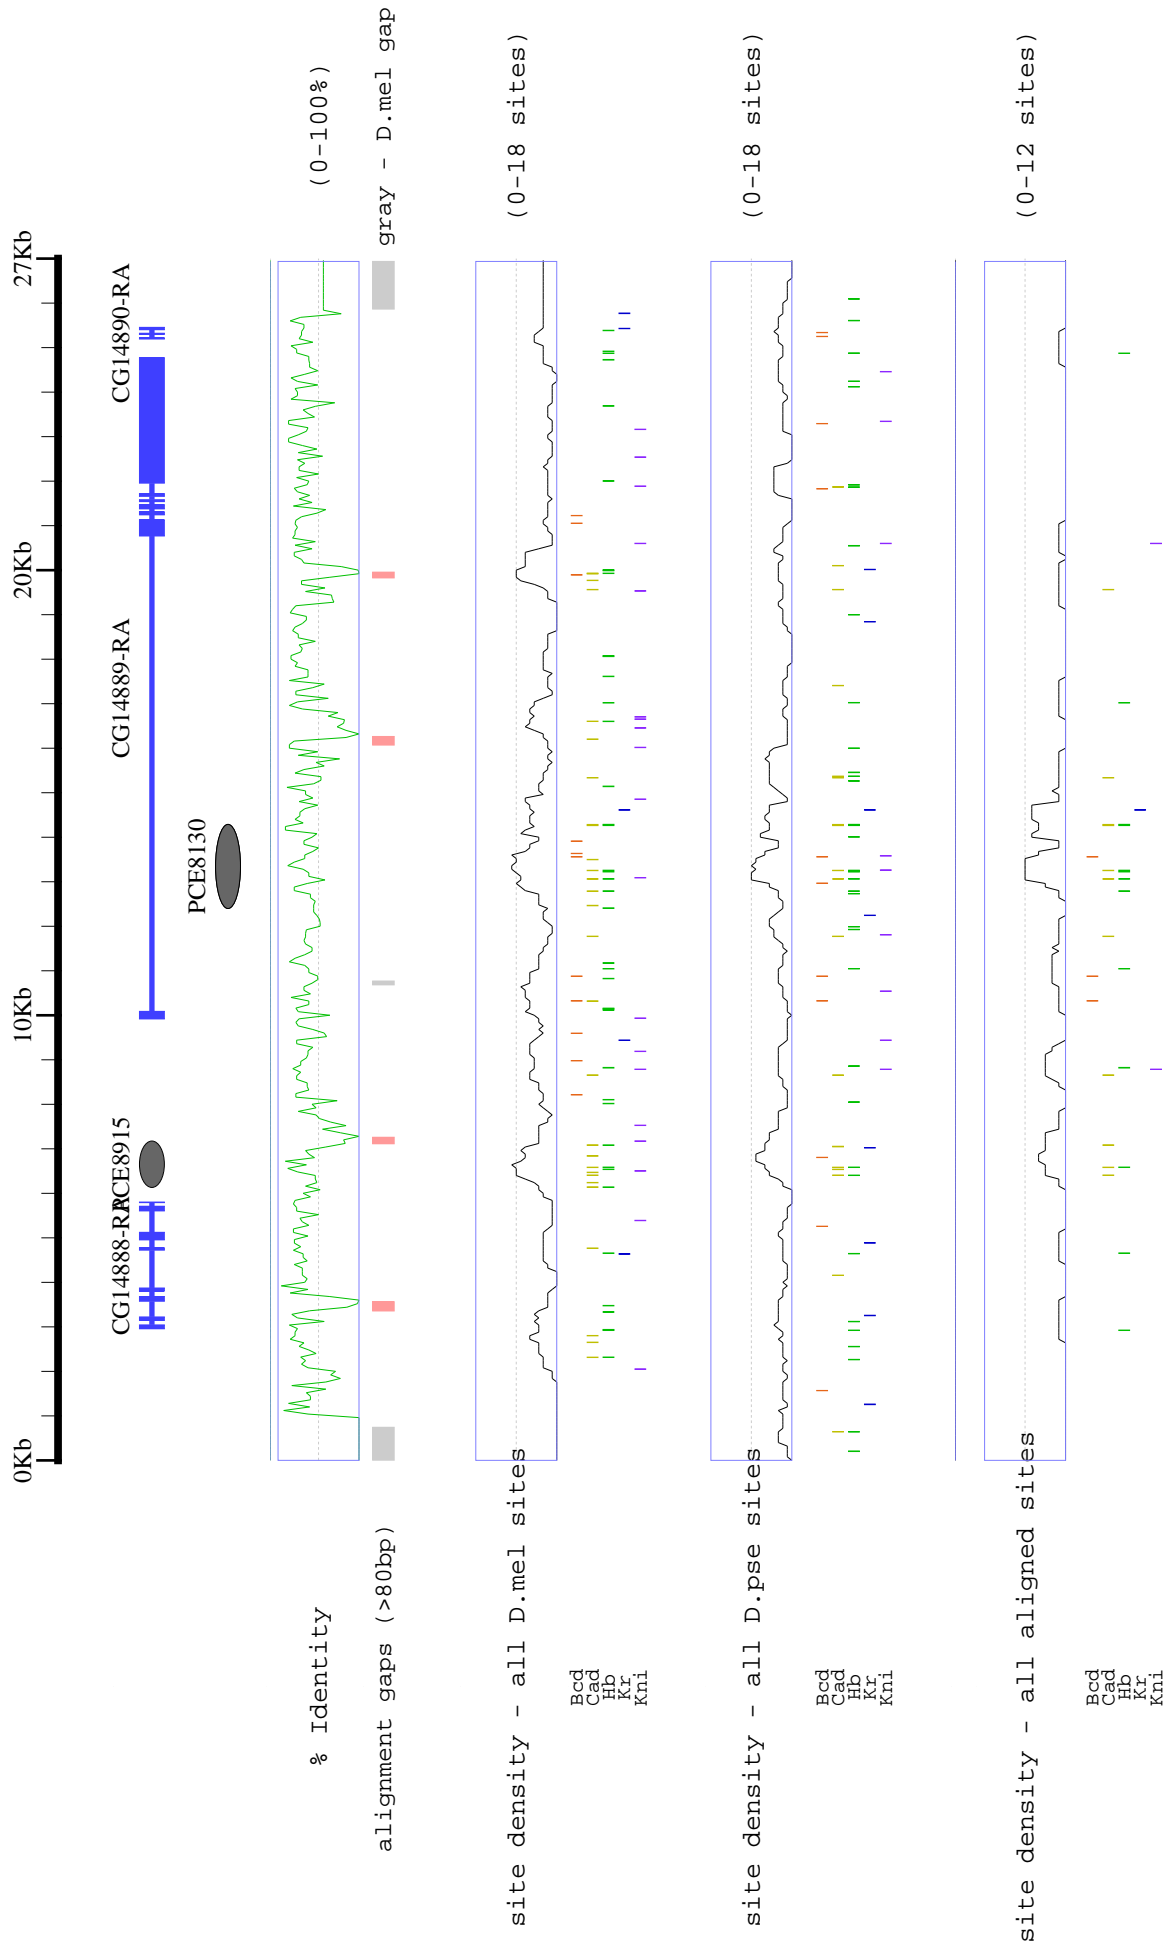 0Kb
10Kb
20Kb
27Kb
CG14888-RA
PCE8915
CG14889-RA
CG14890-RA
PCE8130
% Identity
(0-100%)
alignment gaps (>80bp)
gray - D.mel gap
site density - all D.mel sites
(0-18 sites)
Bcd
Cad
Hb
Kr
Kni
site density - all D.pse sites
(0-18 sites)
Bcd
Cad
Hb
Kr
Kni
site density - all aligned sites
(0-12 sites)
Bcd
Cad
Hb
Kr
Kni